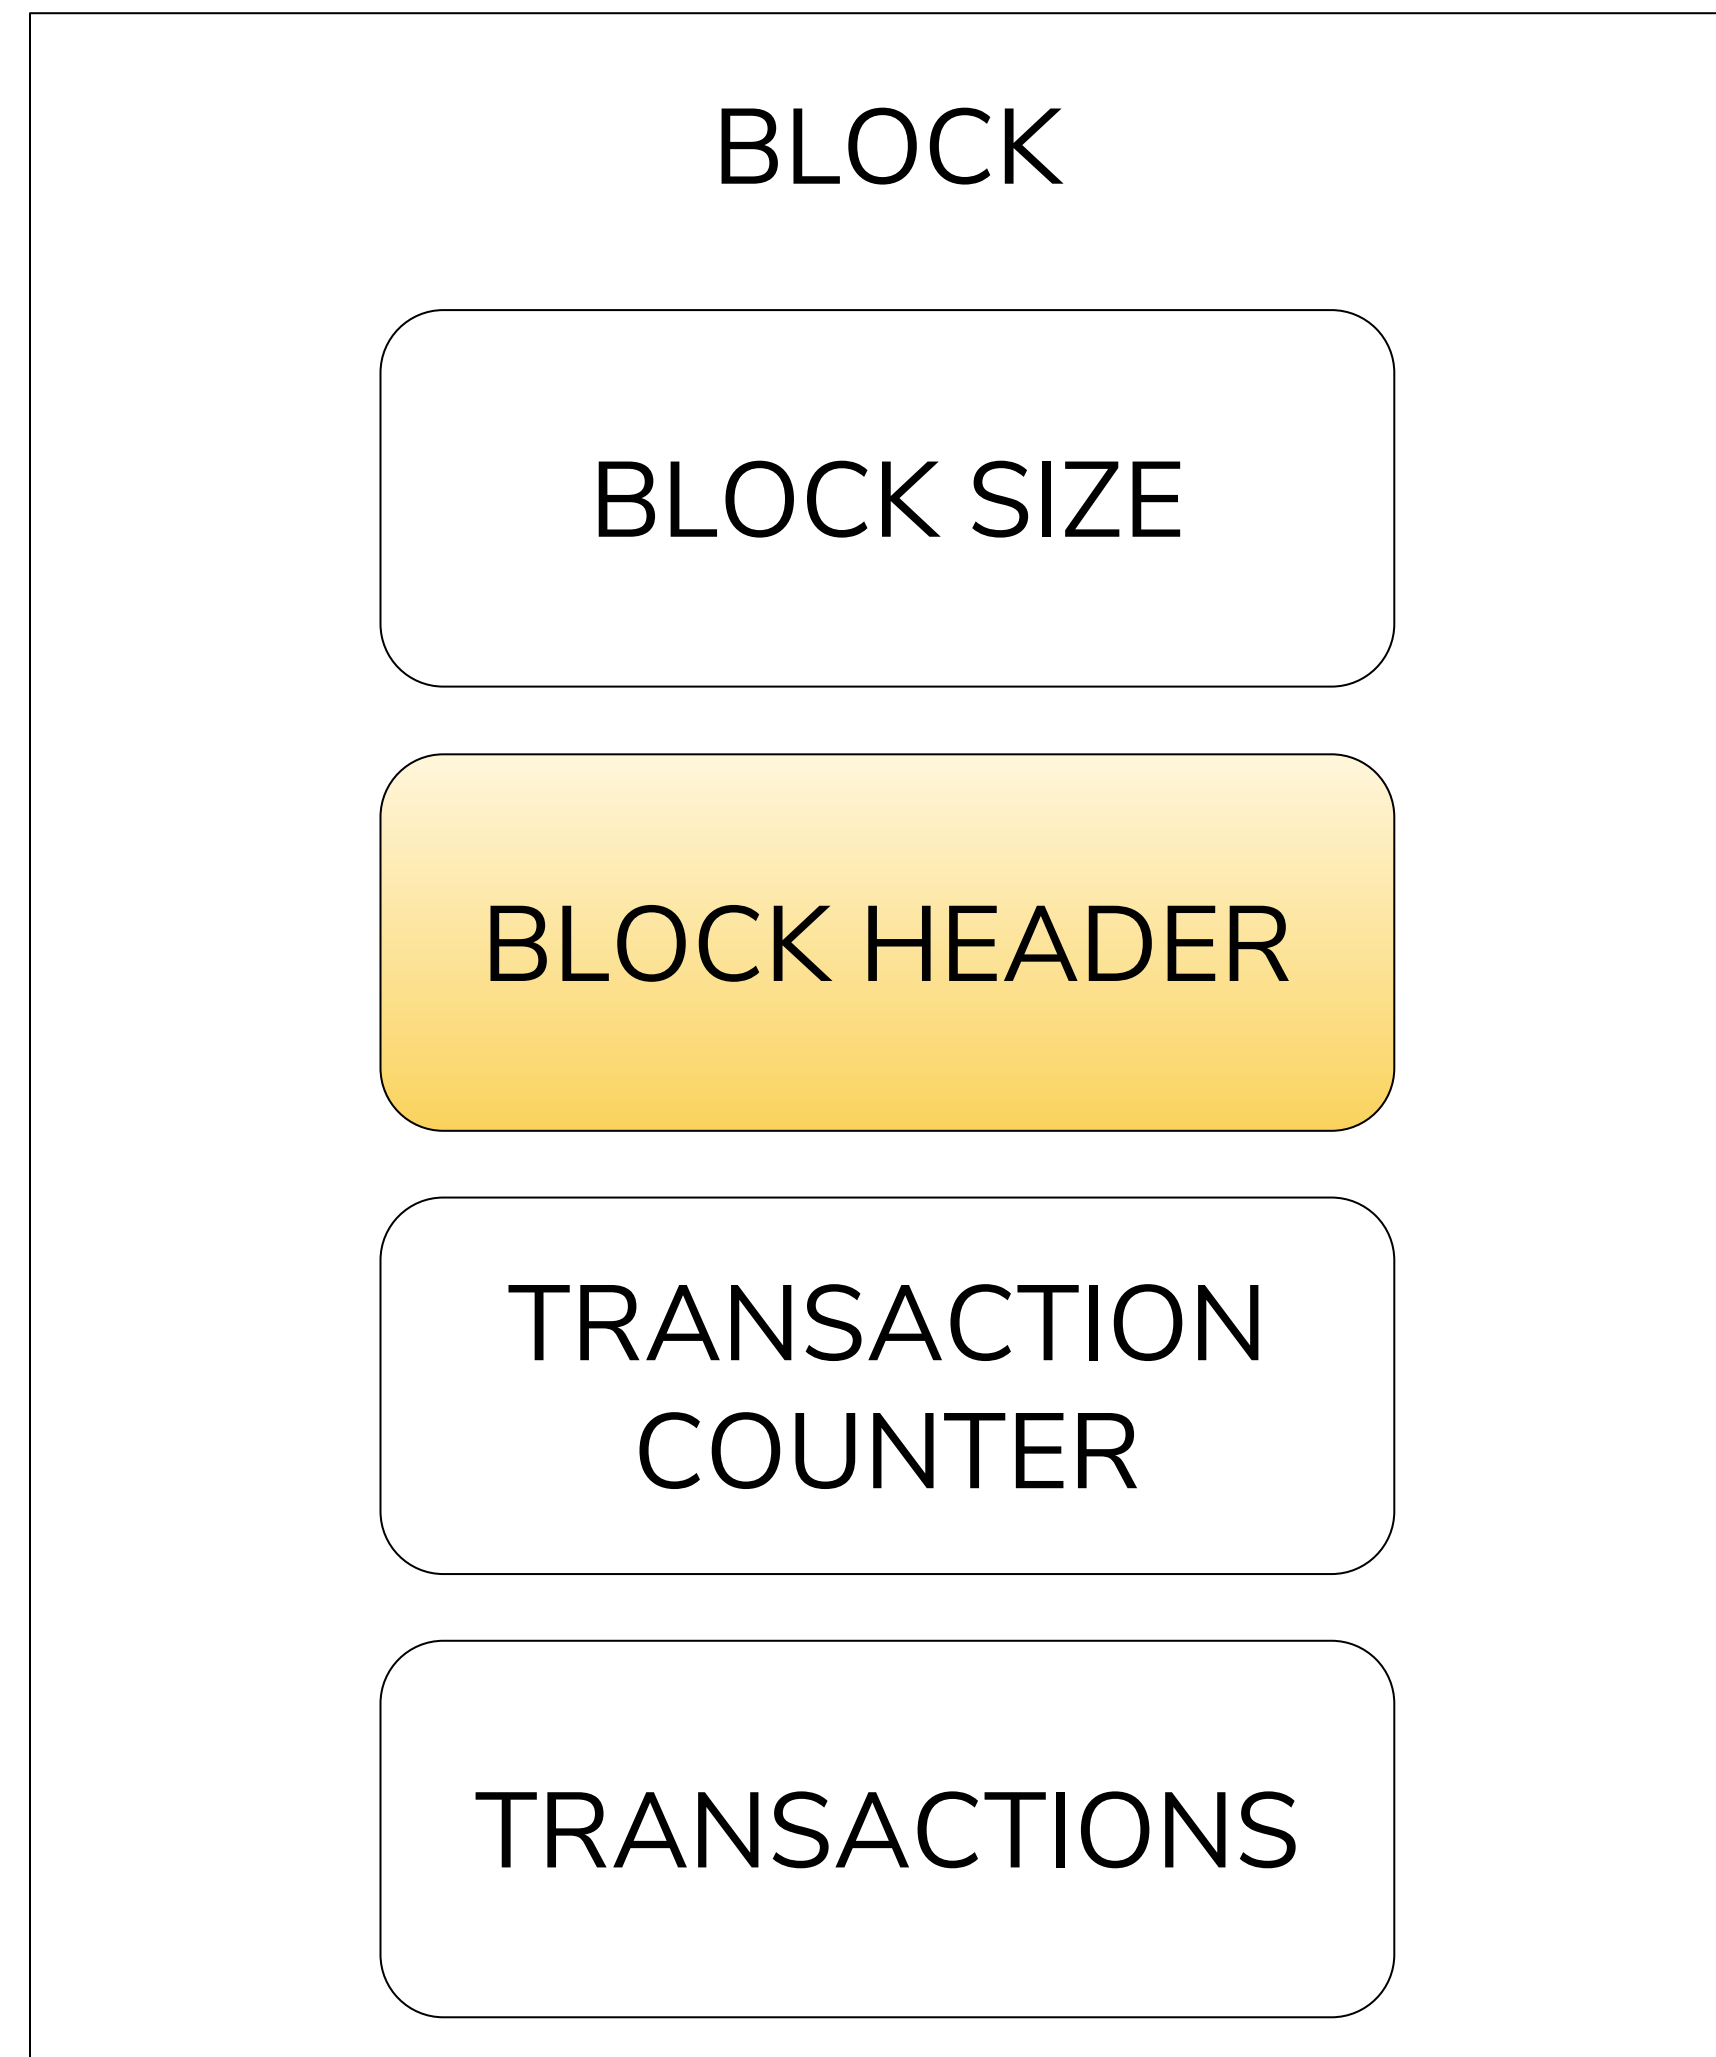 BLOCK
BLOCK SIZE
BLOCK HEADER
TRANSACTION
COUNTER
TRANSACTIONS